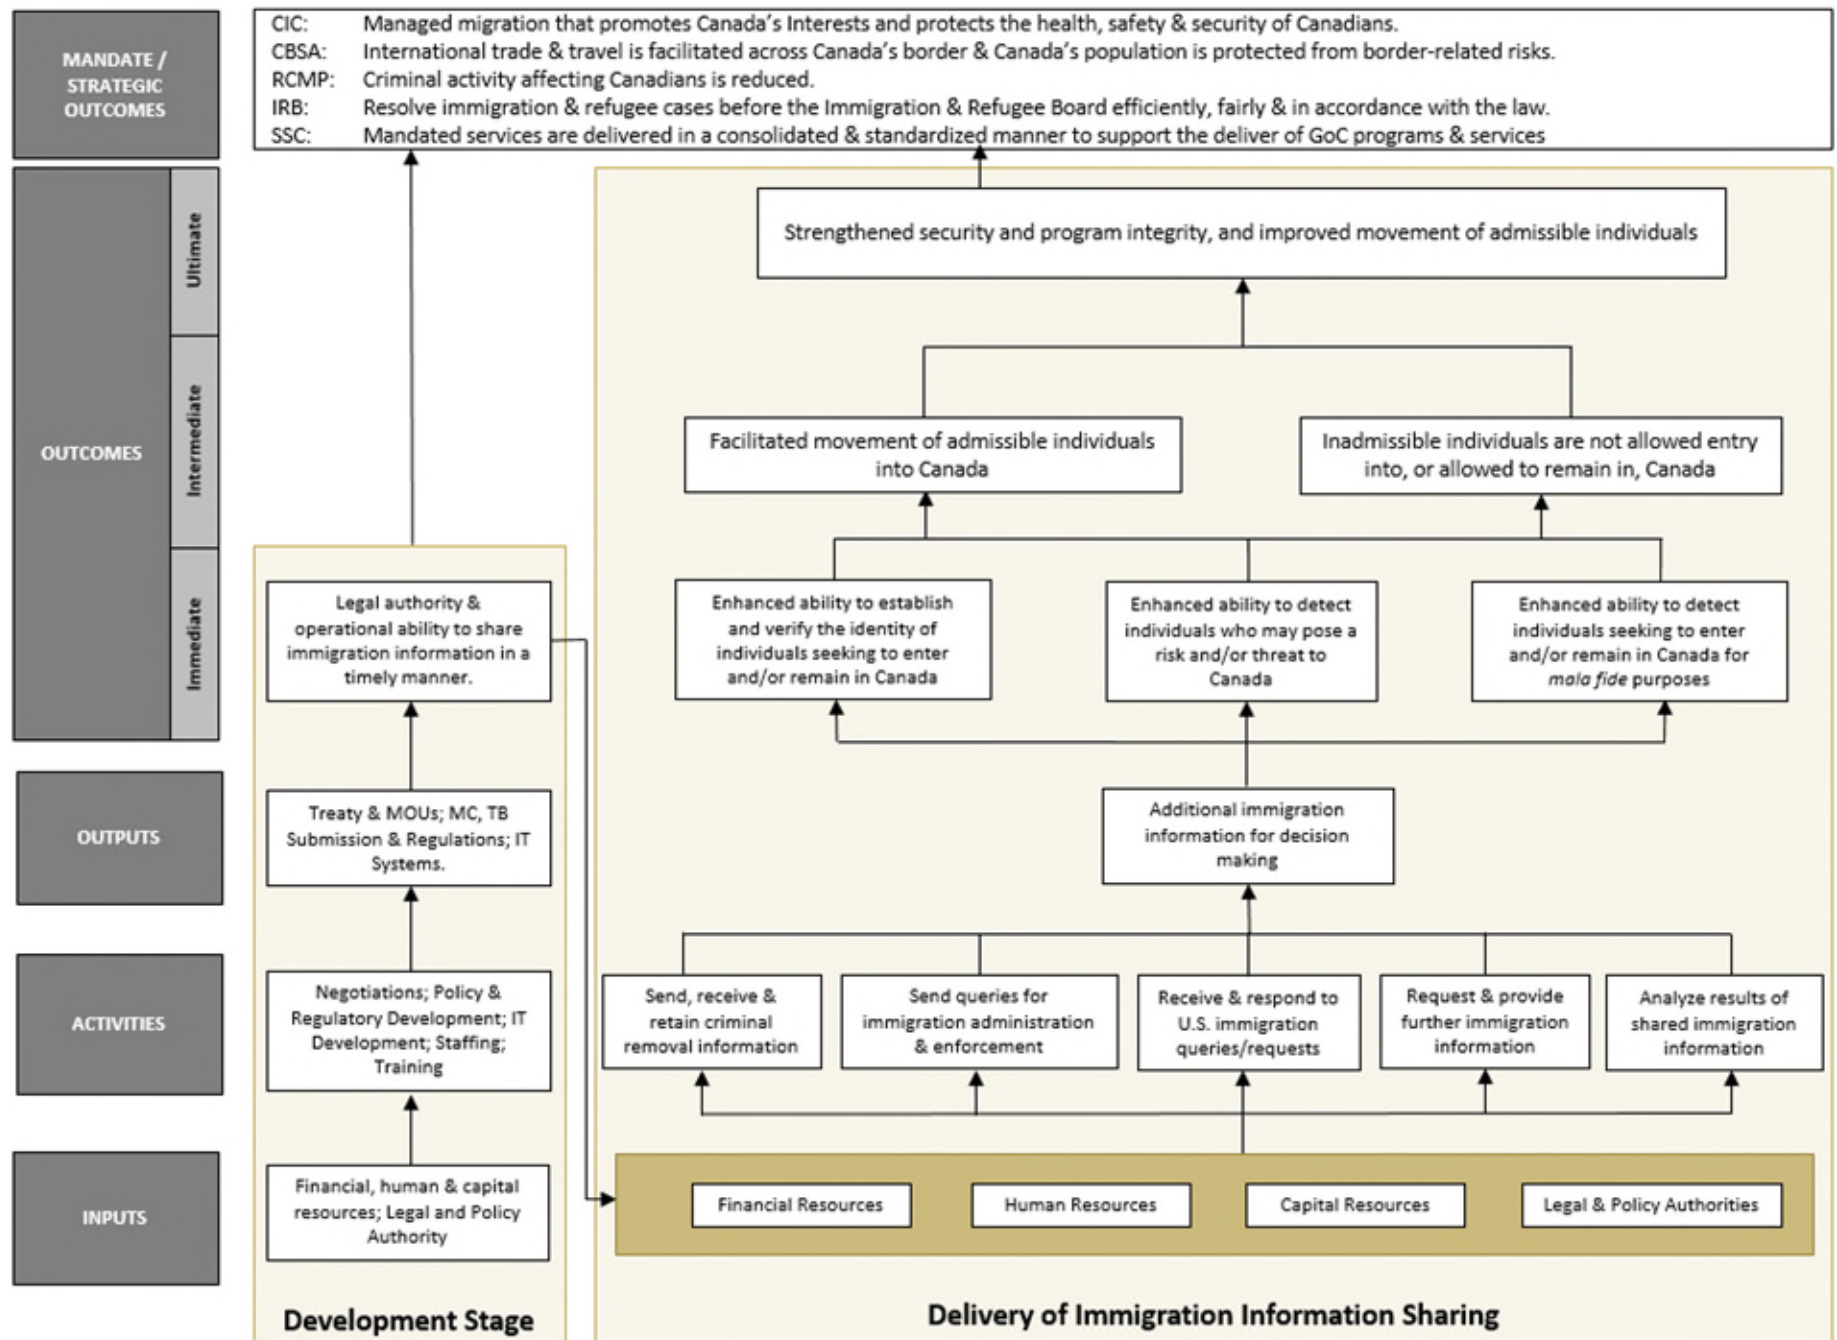 MANDATE /
STRATEGIC
OUTCOMES
CIC: Managed migration that promotes Canada's Interests and protects the health, safety & security of Canadians.
CBSA: International trade & travel is facilitated across Canada's border & Canada's population is protected from border-related risks.
RCMP: Criminal activity affecting Canadians is reduced.
IRB: Resolve immigration & refugee cases before the Immigration & Refugee Board efficiently, fairly & in accordance with the law.
SSC: Mandated services are delivered in a consolidated & standardized manner to support the deliver of GoC programs & services
OUTCOMES
Ultimate
Strengthened security and program integrity, and improved movement of admissible individuals
Intermediate
Facilitated movement of admissible individuals
into Canada
Inadmissible individuals are not allowed entry
into, or allowed to remain in, Canada
Immediate
Legal authority &
operational ability to share
immigration information in a
timely manner.
Enhanced ability to establish
and verify the identity of
individuals seeking to enter
and/or remain in Canada
Enhanced ability to detect
individuals who may pose a
risk and/or threat to
Canada
Enhanced ability to detect
individuals seeking to enter
and/or remain in Canada for
mala fide purposes
OUTPUTS
Treaty & MOUs; MC, TB
Submission & Regulations; IT
Systems.
Additional immigration
information for decision
making
ACTIVITIES
Negotiations; Policy &
Regulatory Development; IT
Development; Staffing;
Training
Send, receive &
retain criminal
removal information
Send queries for
immigration administration
& enforcement
Receive & respond to
U.S. immigration
queries/requests
Request & provide
further immigration
information
Analyze results of
shared immigration
information
INPUTS
Financial, human & capital
resources; Legal and Policy
Authority
Financial Resources
Human Resources
Capital Resources
Legal & Policy Authorities
Development Stage
Delivery of Immigration Information Sharing